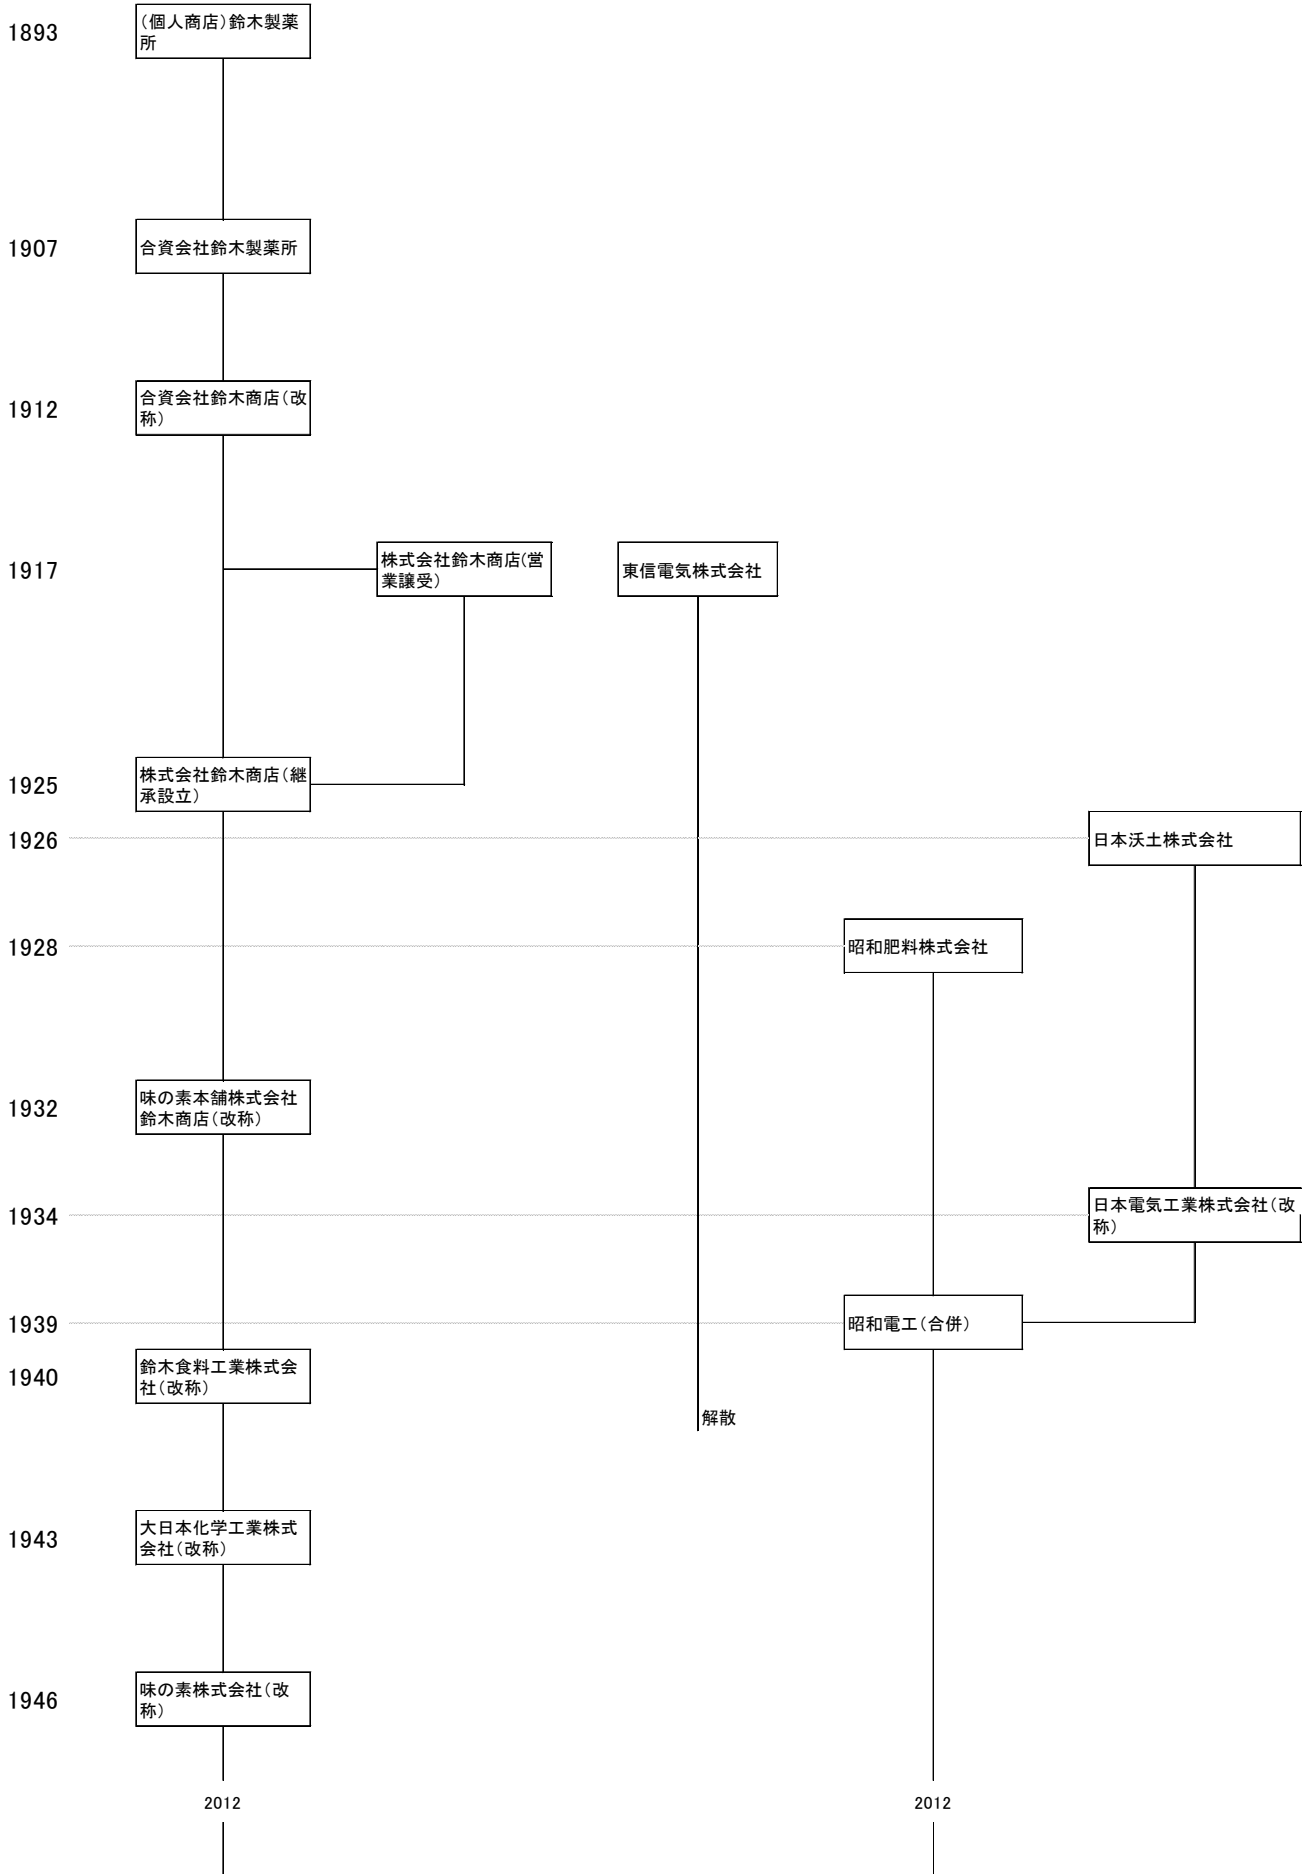 1893
（個人商店）鈴木製薬
所
1907
合資会社鈴木製薬所
1912
合資会社鈴木商店（改
称）
1917
株式会社鈴木商店（営
業譲受）
東信電気株式会社
1925
株式会社鈴木商店（継
承設立）
1926
日本沃土株式会社
1928
昭和肥料株式会社
1932
味の素本舗株式会社
鈴木商店（改称）
1934
日本電気工業株式会社（改
称）
1939
昭和電工（合併）
1940
鈴木食料工業株式会
社（改称）
解散
1943
大日本化学工業株式
会社（改称）
1946
味の素株式会社（改
称）
2012
2012